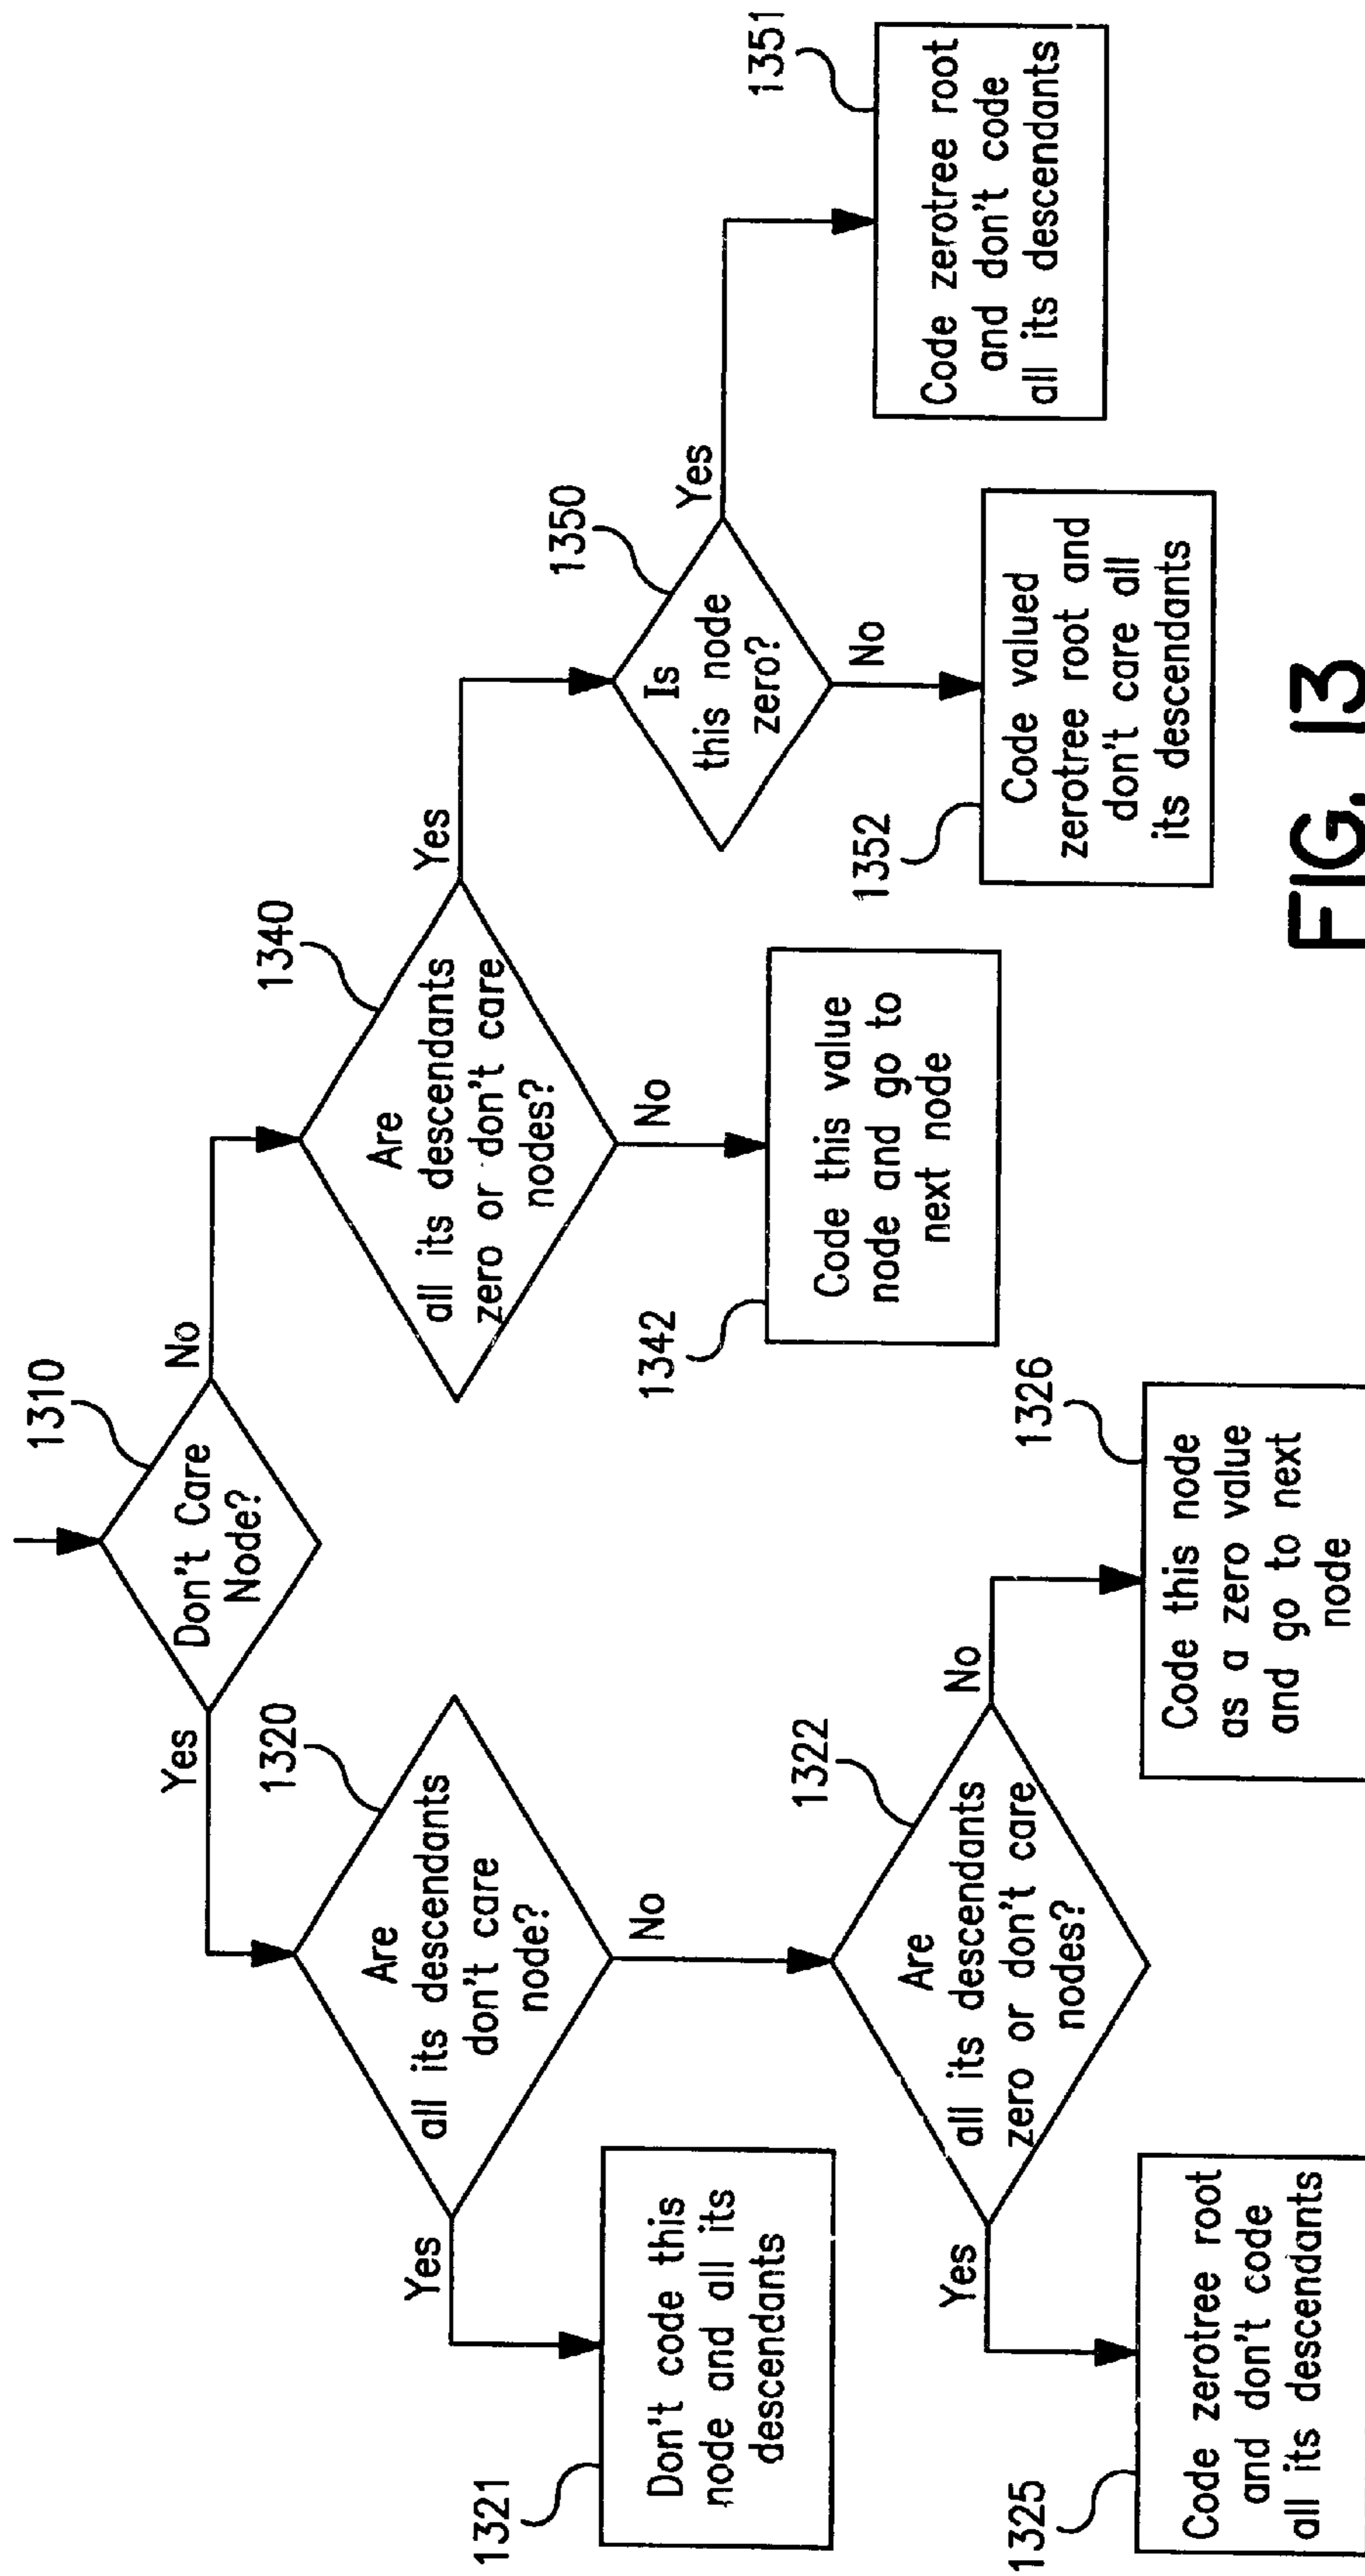 1310
Don't Care
Node?
Yes
No
1320
Are
all its descendants
don't care
node?
Yes
No
1321
Don't code this
node and all its
descendants
1322
Are
all its descendants
zero or don't care
nodes?
Yes
No
1325
Code zerotree root
and don't code
all its descendants
1326
Code this node
as a zero value
and go to next
node
1340
Are
all its descendants
zero or don't care
nodes?
Yes
No
1342
Code this value
node and go to
next node
1350
Is
this node
zero?
Yes
No
1351
Code zerotree root
and don't code
all its descendants
1352
Code valued
zerotree root and
don't care all
its descendants
FIG. 13